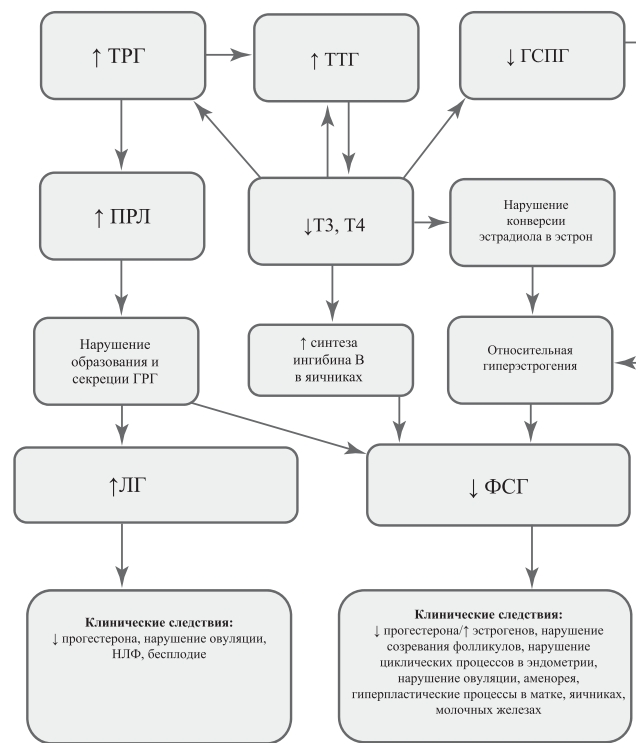 ↑ ТРГ
↑ ТТГ
↓ ГСПГ
↑ ПРЛ
↓Т3, Т4
Нарушение
конверсии
эстрадиола в эстрон
Нарушение
образования и
секреции ГРГ
↑ синтеза
ингибина В
в яичниках
Относительная
гиперэстрогения
↑ЛГ
↓ ФСГ
Клинические следствия:
↓ прогестерона, нарушение овуляции,
НЛФ, бесплодие
Клинические следствия:
↓ прогестерона/↑ эстрогенов, нарушение
созревания фолликулов, нарушение
циклических процессов в эндометрии,
нарушение овуляции, аменорея,
гиперпластические процессы в матке, яичниках,
молочных железах